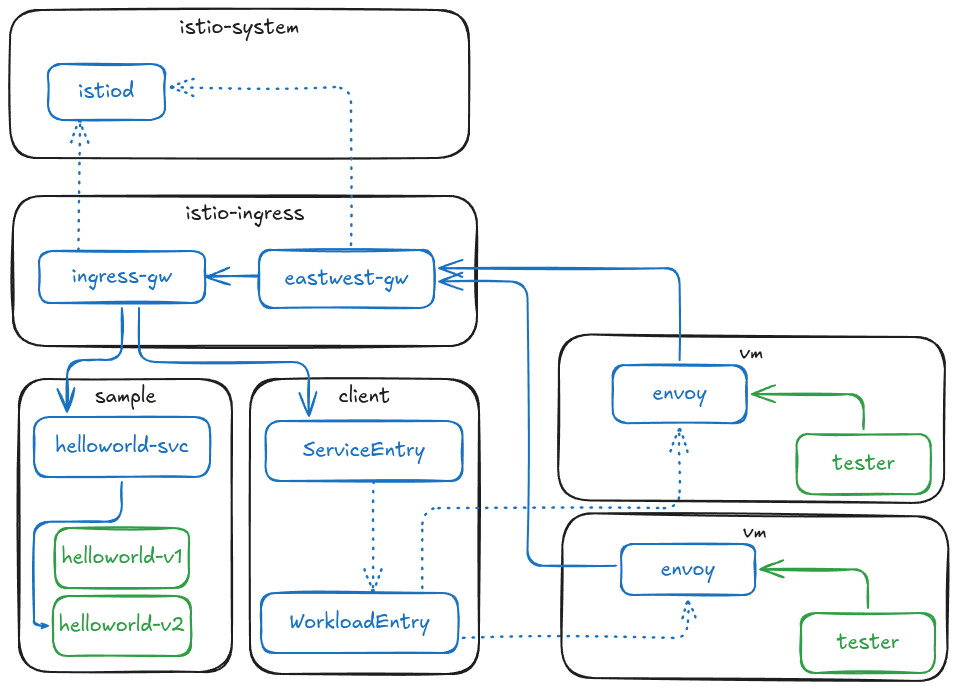 istio-system
istiod
istio-ingress
ingress-gw
eastwest-gw
vm
envoy
tester
sample
client
helloworld-svc
ServiceEntry
helloworld-v1
helloworld-v2
WorkloadEntry
vm
envoy
tester